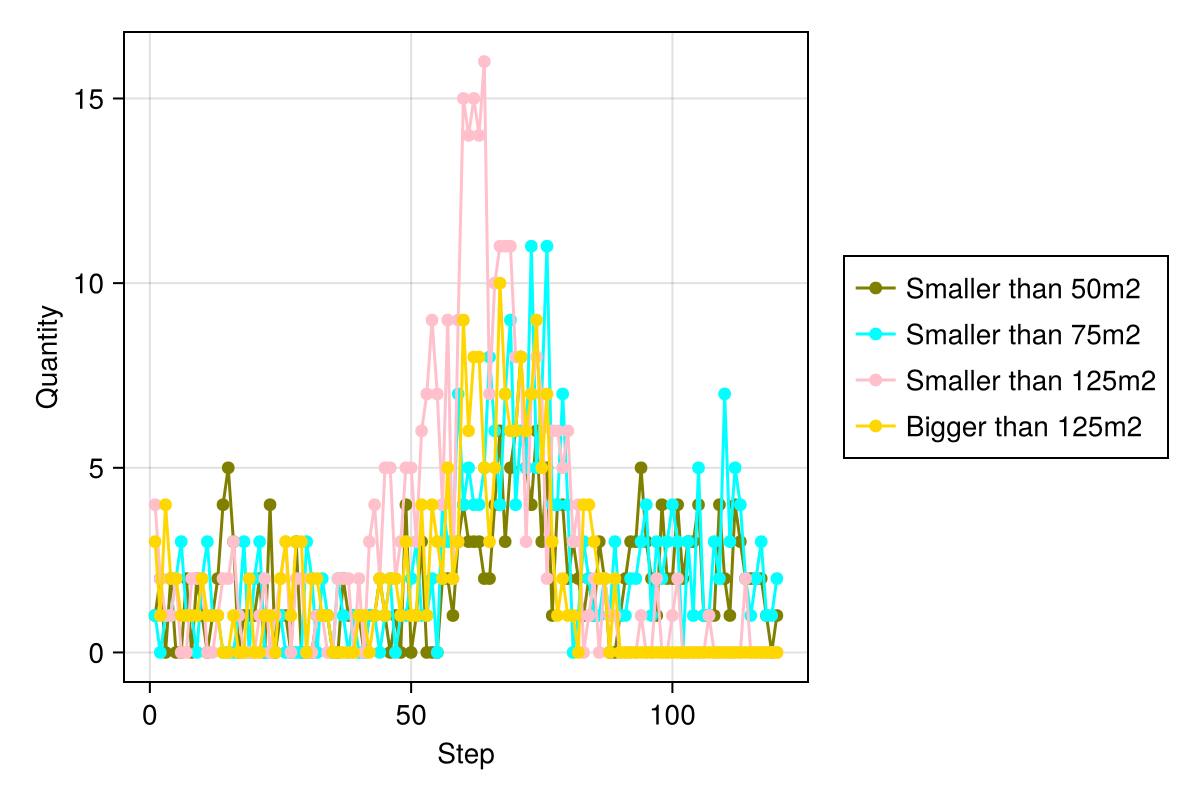 15
10
5
0
Quantity
0
50
100
Step
Smaller than 50m2
Smaller than 75m2
Smaller than 125m2
Bigger than 125m2